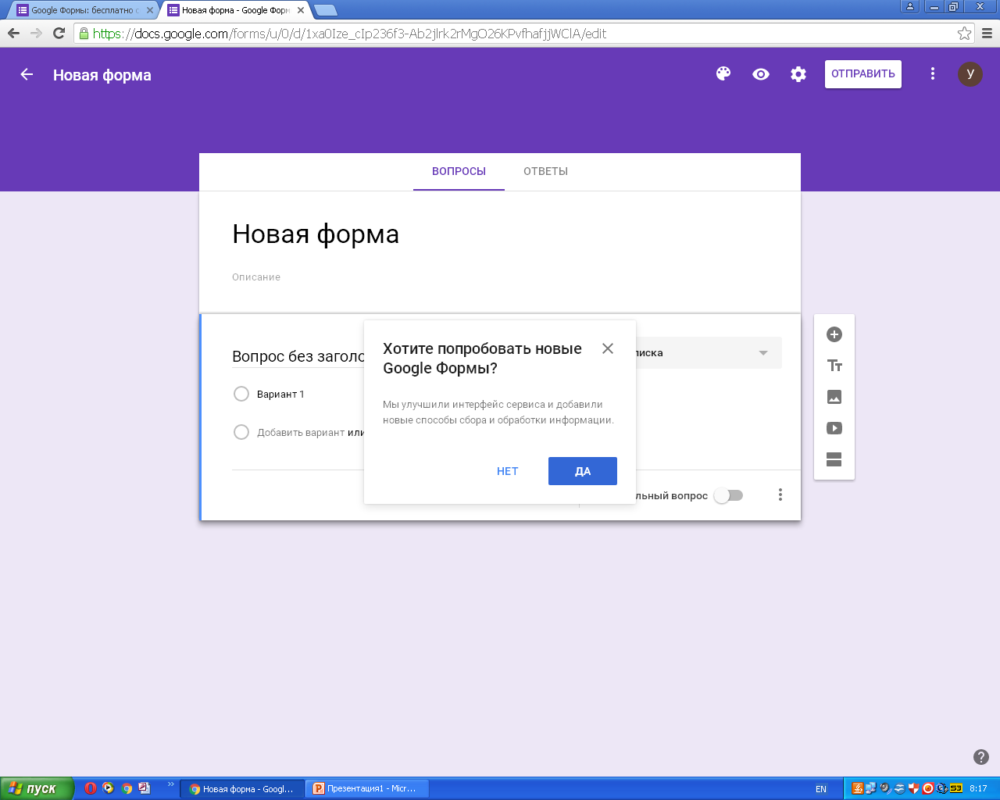 Google Формы: бесплатно с
Новая форма - Google Форм
https://docs.google.com/forms/u/0/d/1xa0Ize_cIp236f3-Ab2jlrk2rMgO26KPvfhafjjWClA/edit
Новая форма
ОТПРАВИТЬ
У
ВОПРОСЫ ОТВЕТЫ
Новая форма
Описание
Вопрос без заголо
лиска
Вариант 1
Добавить вариант или
Хотите попробовать новые
Google Формы?
Мы улучшили интерфейс сервиса и добавили
новые способы сбора и обработки информации.
НЕТ ДА
льный вопрос
пуск
Новая форма - Googl...
Презентация1 - Micr...
EN
8:17